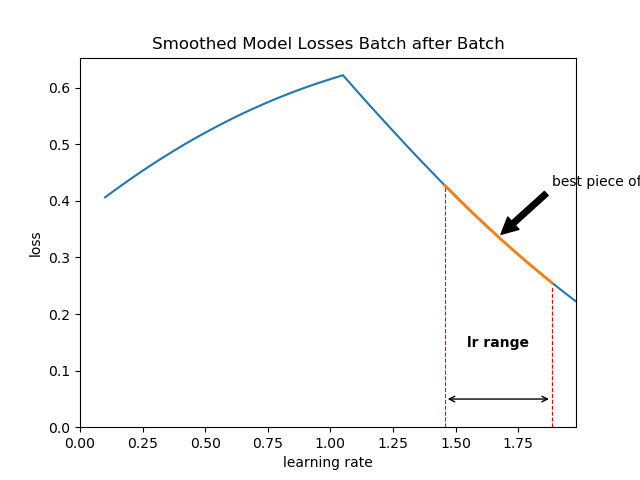 Smoothed Model Losses Batch after Batch
0.6
0.5
best piece of
0.4
loss
0.3
0.2
lr range
0.1
0.0
0.00 0.25 0.50 0.75 1.00 1.25 1.50 1.75
learning rate